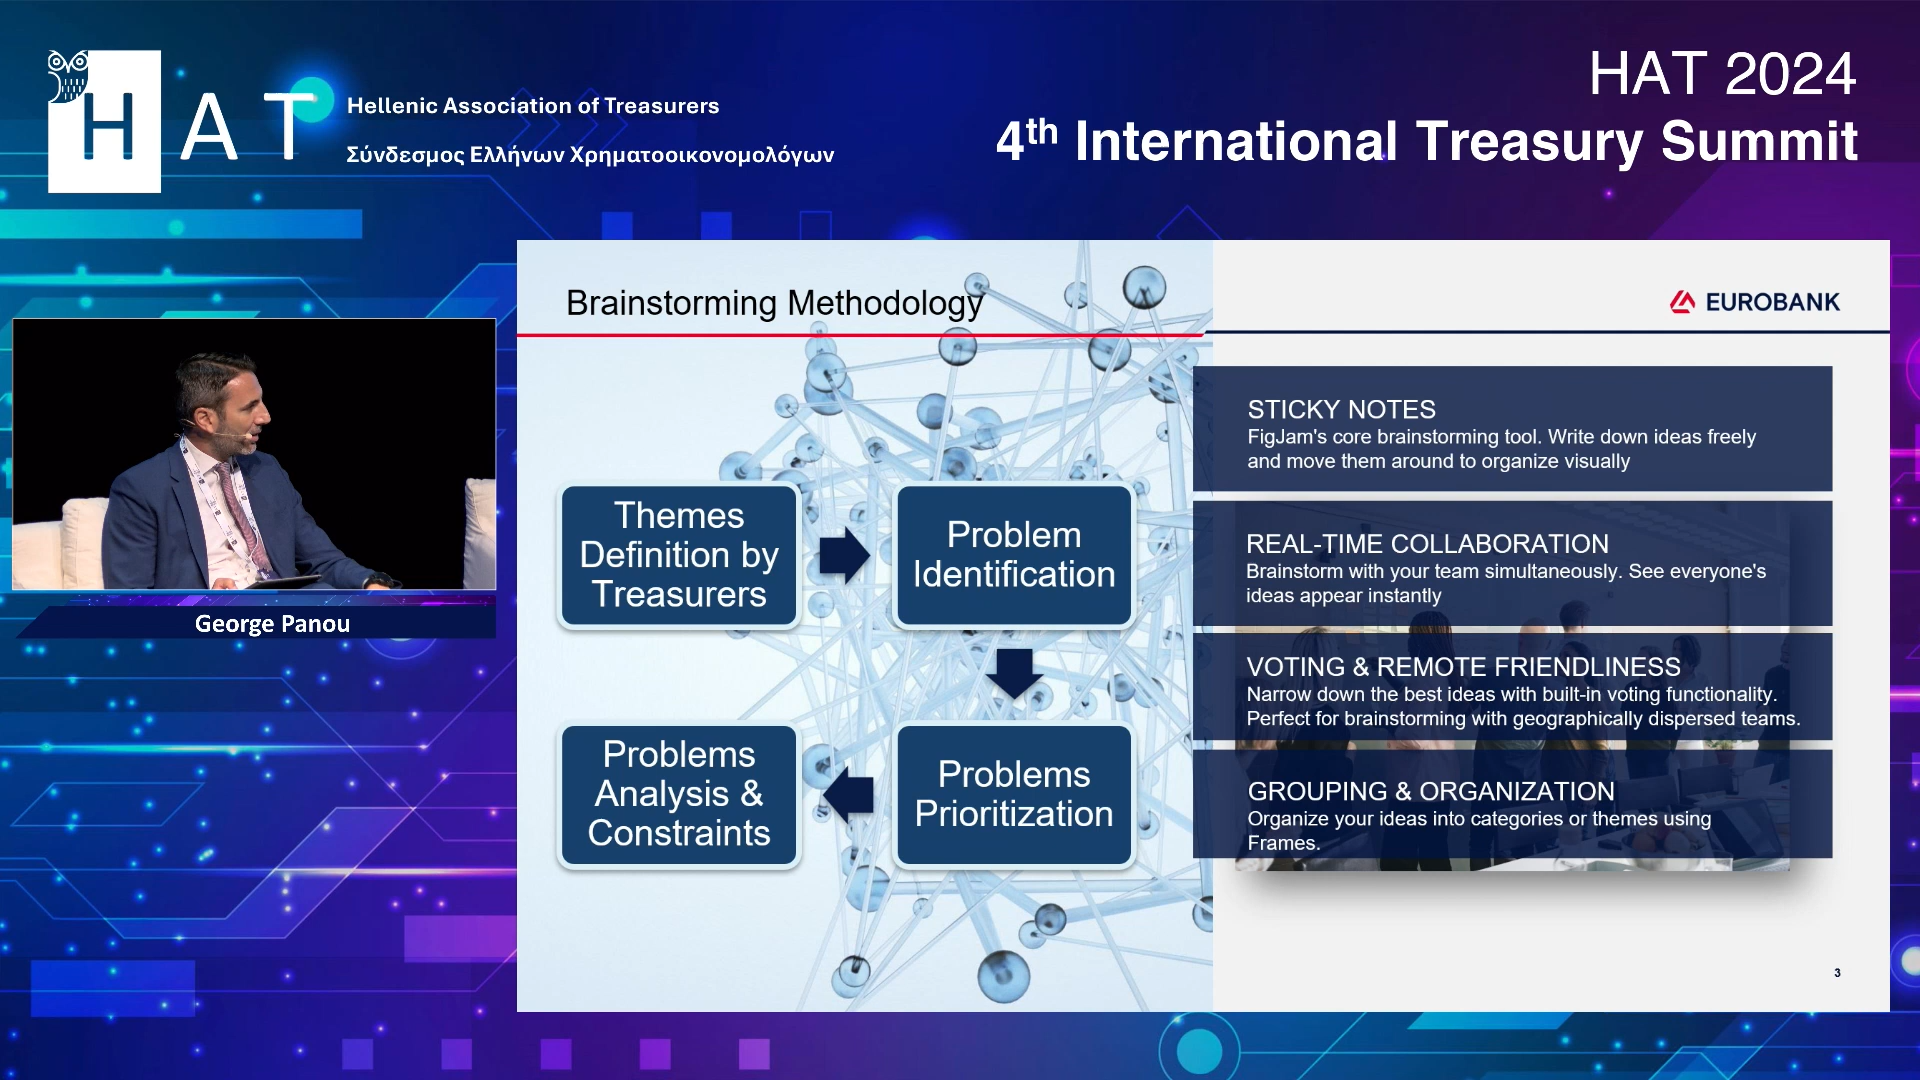 H A T
Hellenic Association of Treasurers
Σύνδεσμος Ελλήνων Χρηματοοικονομολόγων
HAT 2024
4th International Treasury Summit
George Panou
Brainstorming Methodology
EUROBANK
Themes
Definition by
Treasurers
Problem
Identification
Problems
Analysis &
Constraints
Problems
Prioritization
STICKY NOTES
FigJam's core brainstorming tool. Write down ideas freely
and move them around to organize visually
REAL-TIME COLLABORATION
Brainstorm with your team simultaneously. See everyone's
ideas appear instantly
VOTING & REMOTE FRIENDLINESS
Narrow down the best ideas with built-in voting functionality.
Perfect for brainstorming with geographically dispersed teams.
GROUPING & ORGANIZATION
Organize your ideas into categories or themes using
Frames.
3